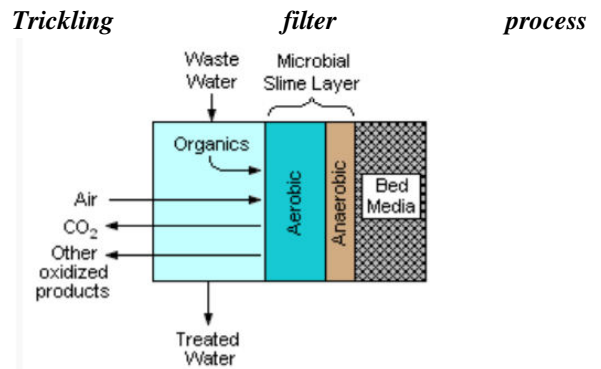 Trickling filter process
Waste
Water
Microbial
Slime Layer
Organics
Air
CO₂
Other
oxidized
products
Aerobic
Anaerobic
Bed
Media
Treated
Water